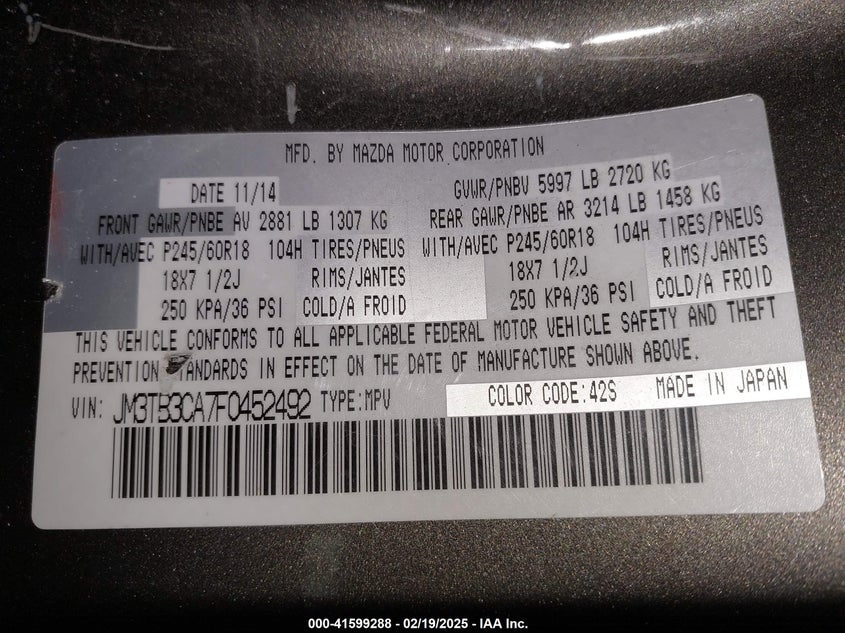 MFD. BY MAZDA MOTOR CORPORATION
DATE 11/14
GVWR/PNBV 5997 LB 2720 KG
FRONT GAWR/PNBE AV 2881 LB 1307 KG
REAR GAWR/PNBE AR 3214 LB 1458 KG
WITH/AVEC P245/60R18 104H TIRES/PNEUS
WITH/AVEC P245/60R18 104H TIRES/PNEUS
18X7 1/2J RIMS/JANTES
18X7 1/2J RIMS/JANTES
250 KPA/36 PSI COLD/A FROID
250 KPA/36 PSI COLD/A FROID
THIS VEHICLE CONFORMS TO ALL APPLICABLE FEDERAL MOTOR VEHICLE SAFETY AND THEFT
PREVENTION STANDARDS IN EFFECT ON THE DATE OF MANUFACTURE SHOWN ABOVE.
VIN: JM3TB3CA7F0452492 TYPE:MPV
COLOR CODE:42S MADE IN JAPAN
000-41599288 - 02/19/2025 - IAA Inc.